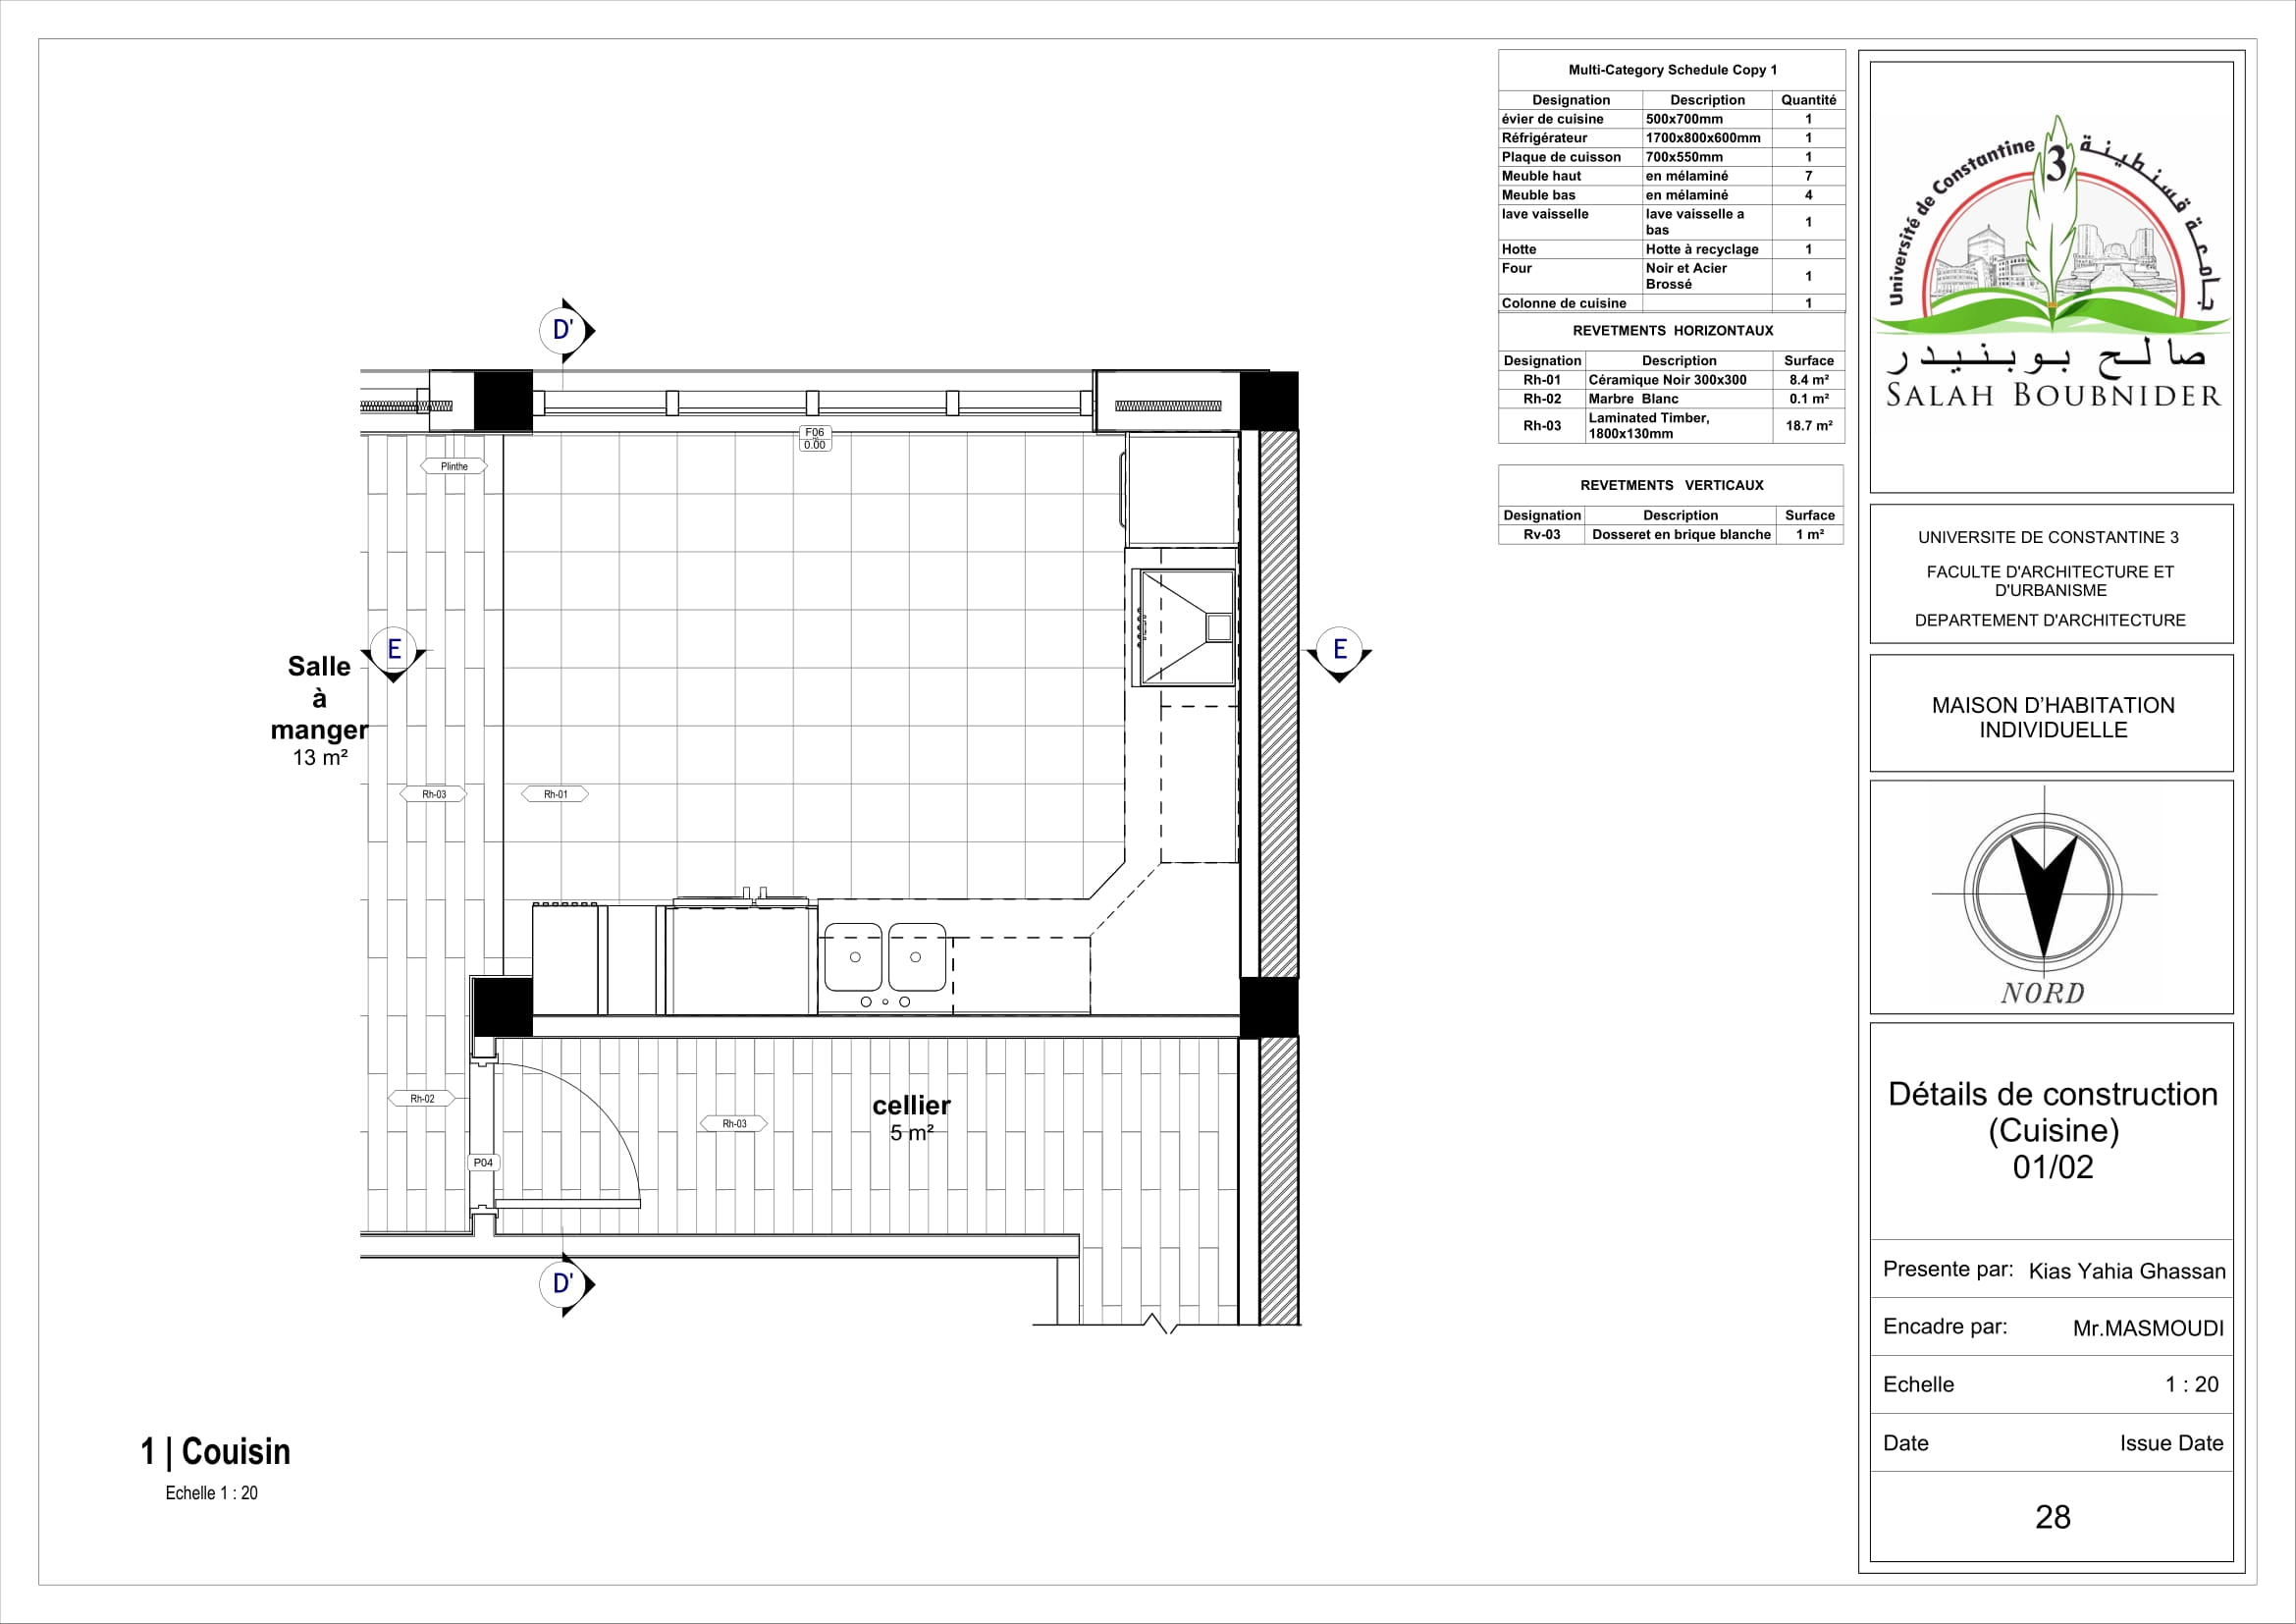 Multi-Category Schedule Copy 1
Designation Description Quantité
évier de cuisine 500x700mm 1
Réfrigérateur 1700x800x600mm 1
Plaque de cuisson 700x550mm 1
Meuble haut en mélaminé 7
Meuble bas en mélaminé 4
lave vaisselle lave vaisselle a bas 1
Hotte Hotte à recyclage 1
Four Noir et Acier Brossé 1
Colonne de cuisine 1
REVETMENTS HORIZONTAUX
Designation Description Surface
Rh-01 Céramique Noir 300x300 8.4 m²
Rh-02 Marbre Blanc 0.1 m²
Rh-03 Laminated Timber, 1800x130mm 18.7 m²
REVETMENTS VERTICAUX
Designation Description Surface
Rv-03 Dosseret en brique blanche 1 m²
D'
F06
0.00
Plinthe
E
E
Salle
à
manger
13 m²
Rh-03
Rh-01
Rh-02
Rh-03
cellier
5 m²
P04
D'
1 | Couisin
Echelle 1 : 20
Université de Constantine 3 جامعة قسنطينة
صالح بوبنيدر
SALAH BOUBNIDER
UNIVERSITE DE CONSTANTINE 3
FACULTE D'ARCHITECTURE ET
D'URBANISME
DEPARTEMENT D'ARCHITECTURE
MAISON D'HABITATION
INDIVIDUELLE
NORD
Détails de construction
(Cuisine)
01/02
Presente par: Kias Yahia Ghassan
Encadre par: Mr.MASMOUDI
Echelle 1 : 20
Date Issue Date
28